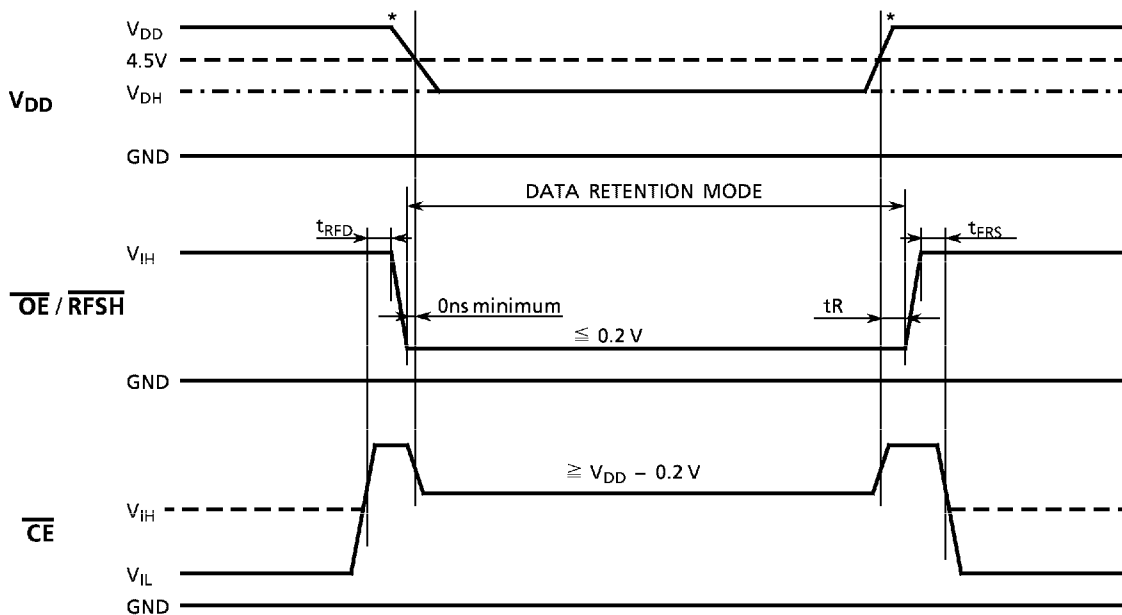 * *
V_DD
4.5V
V_DH
V_DD
GND
DATA RETENTION MODE
t_RFD t_FRS
V_IH
OE / RFSH
0ns minimum tR
≦ 0.2 V
GND
≧ V_DD – 0.2 V
V_IH
CE
V_IL
GND